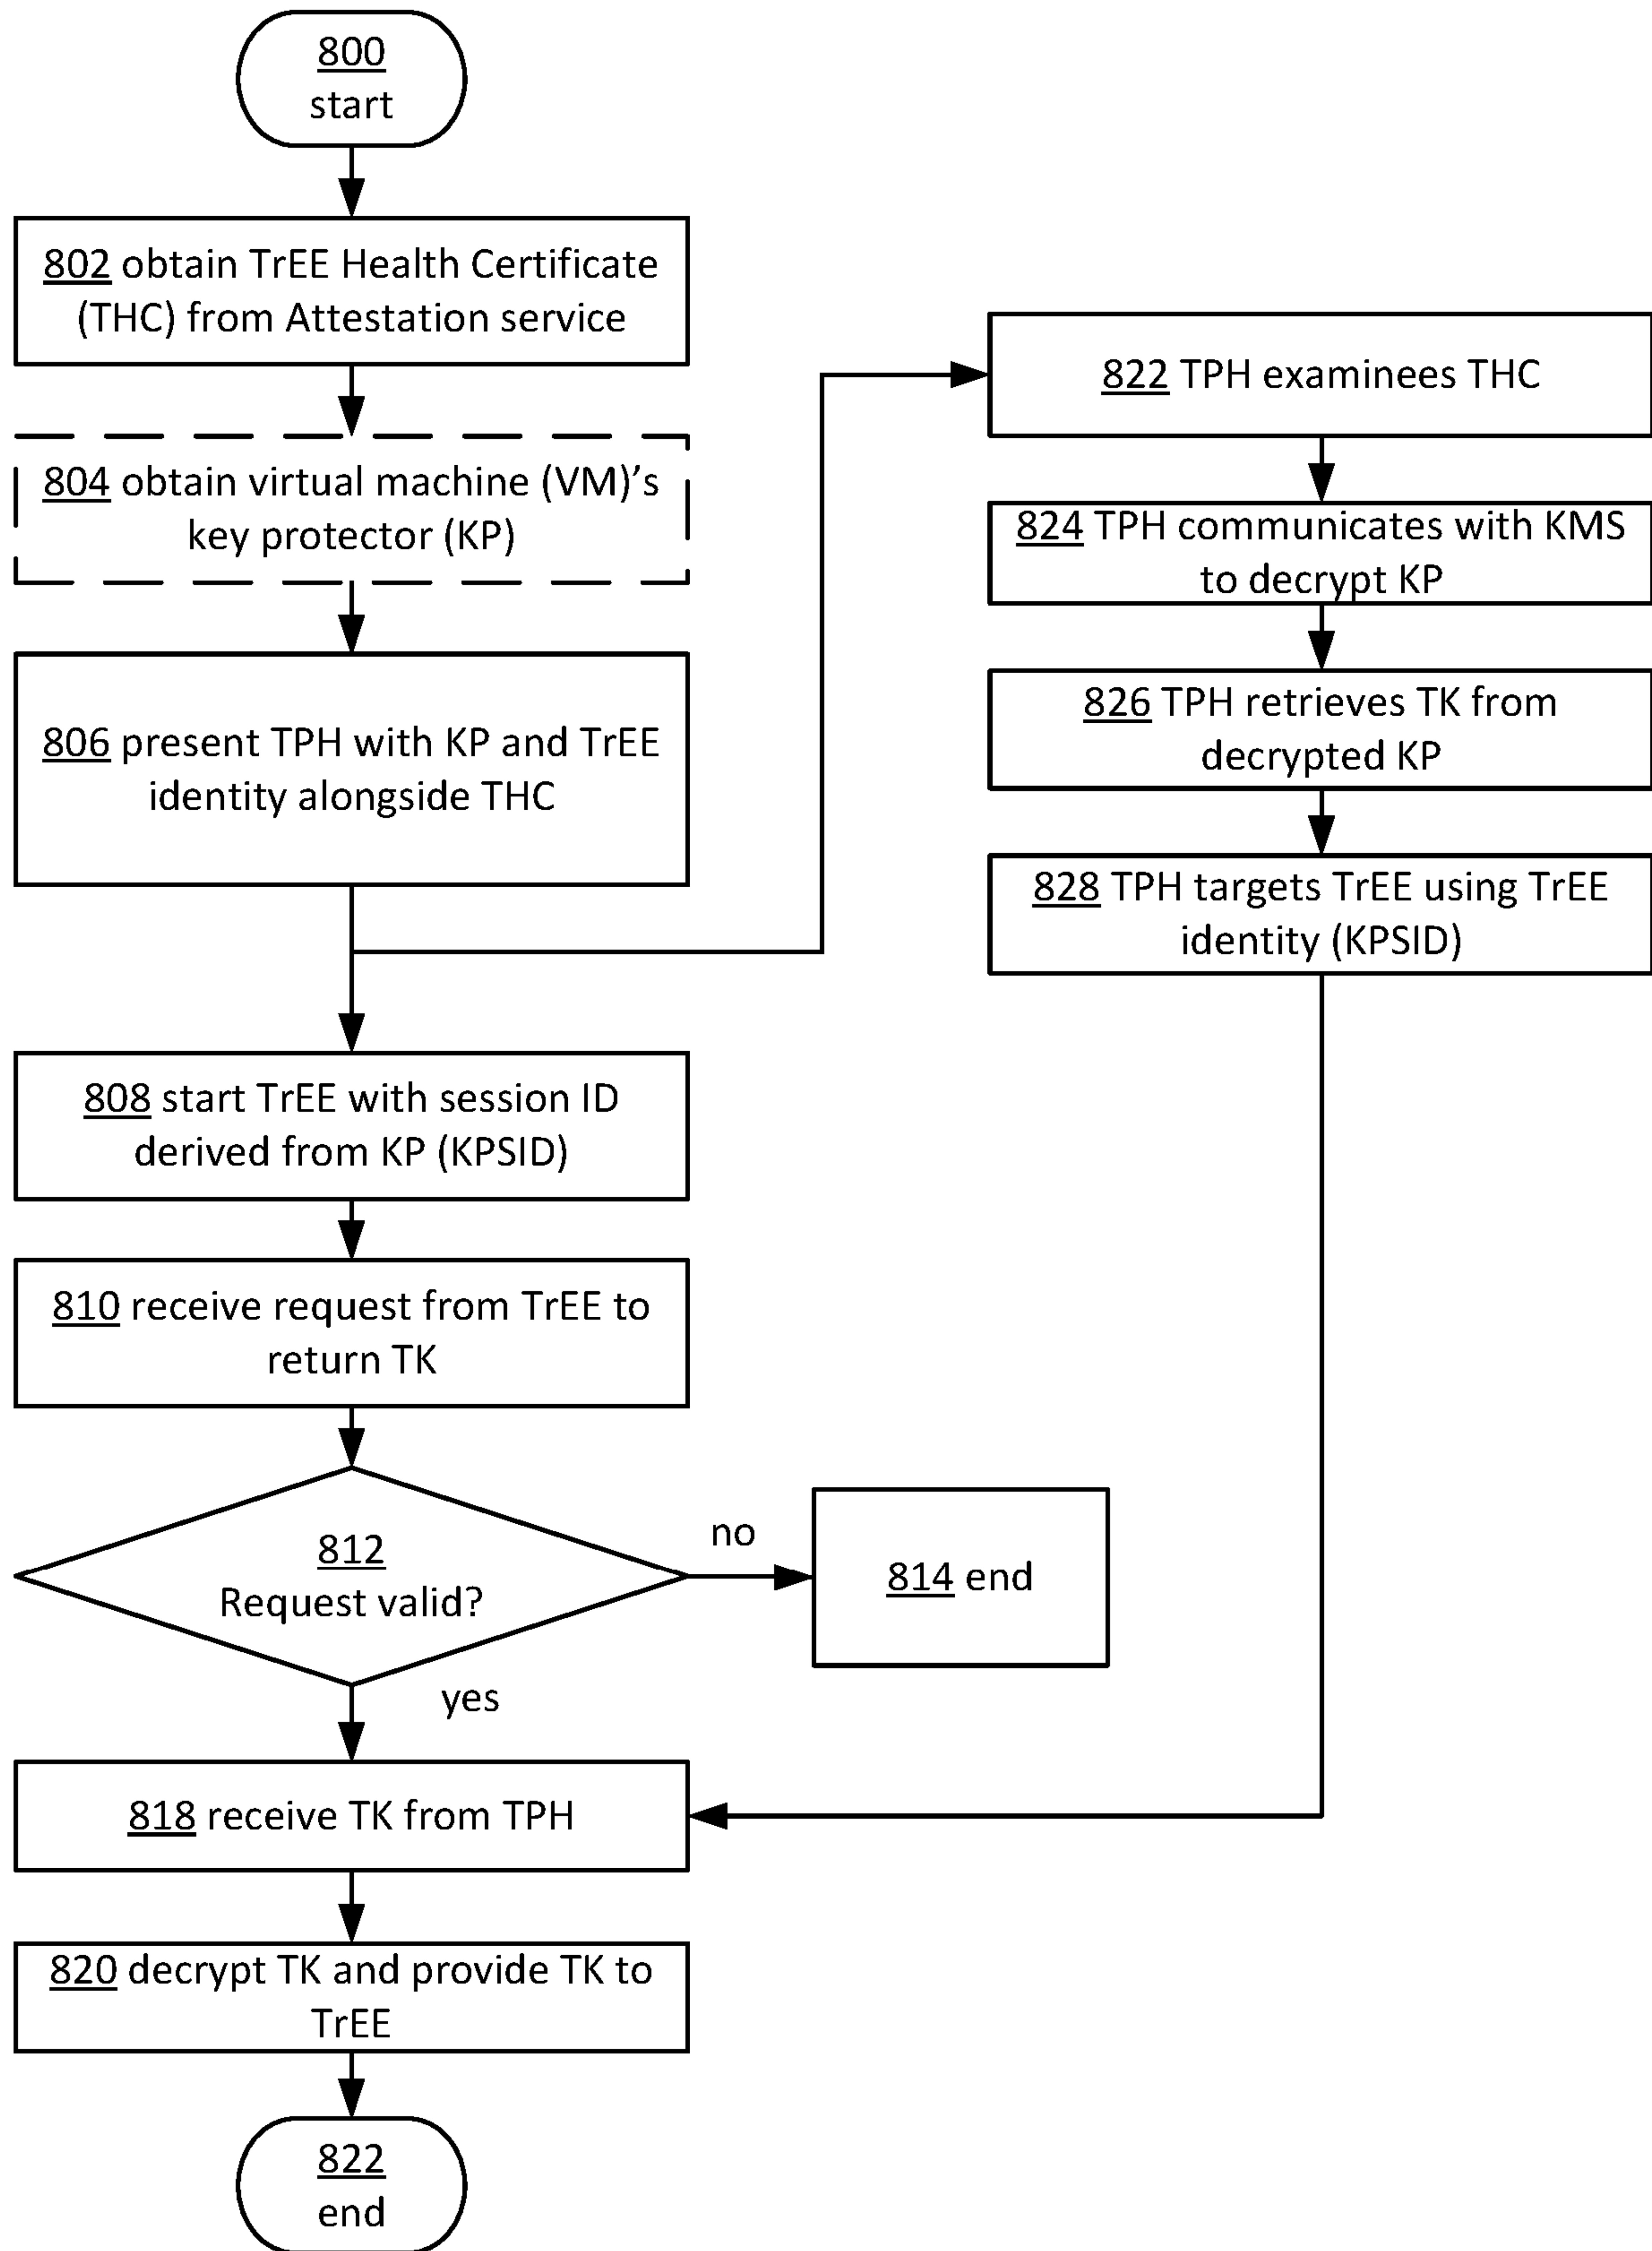 800
start
802 obtain TrEE Health Certificate
(THC) from Attestation service
804 obtain virtual machine (VM)'s
key protector (KP)
806 present TPH with KP and TrEE
identity alongside THC
808 start TrEE with session ID
derived from KP (KPSID)
810 receive request from TrEE to
return TK
812
Request valid?
no
814 end
yes
818 receive TK from TPH
820 decrypt TK and provide TK to
TrEE
822
end
822 TPH examinees THC
824 TPH communicates with KMS
to decrypt KP
826 TPH retrieves TK from
decrypted KP
828 TPH targets TrEE using TrEE
identity (KPSID)